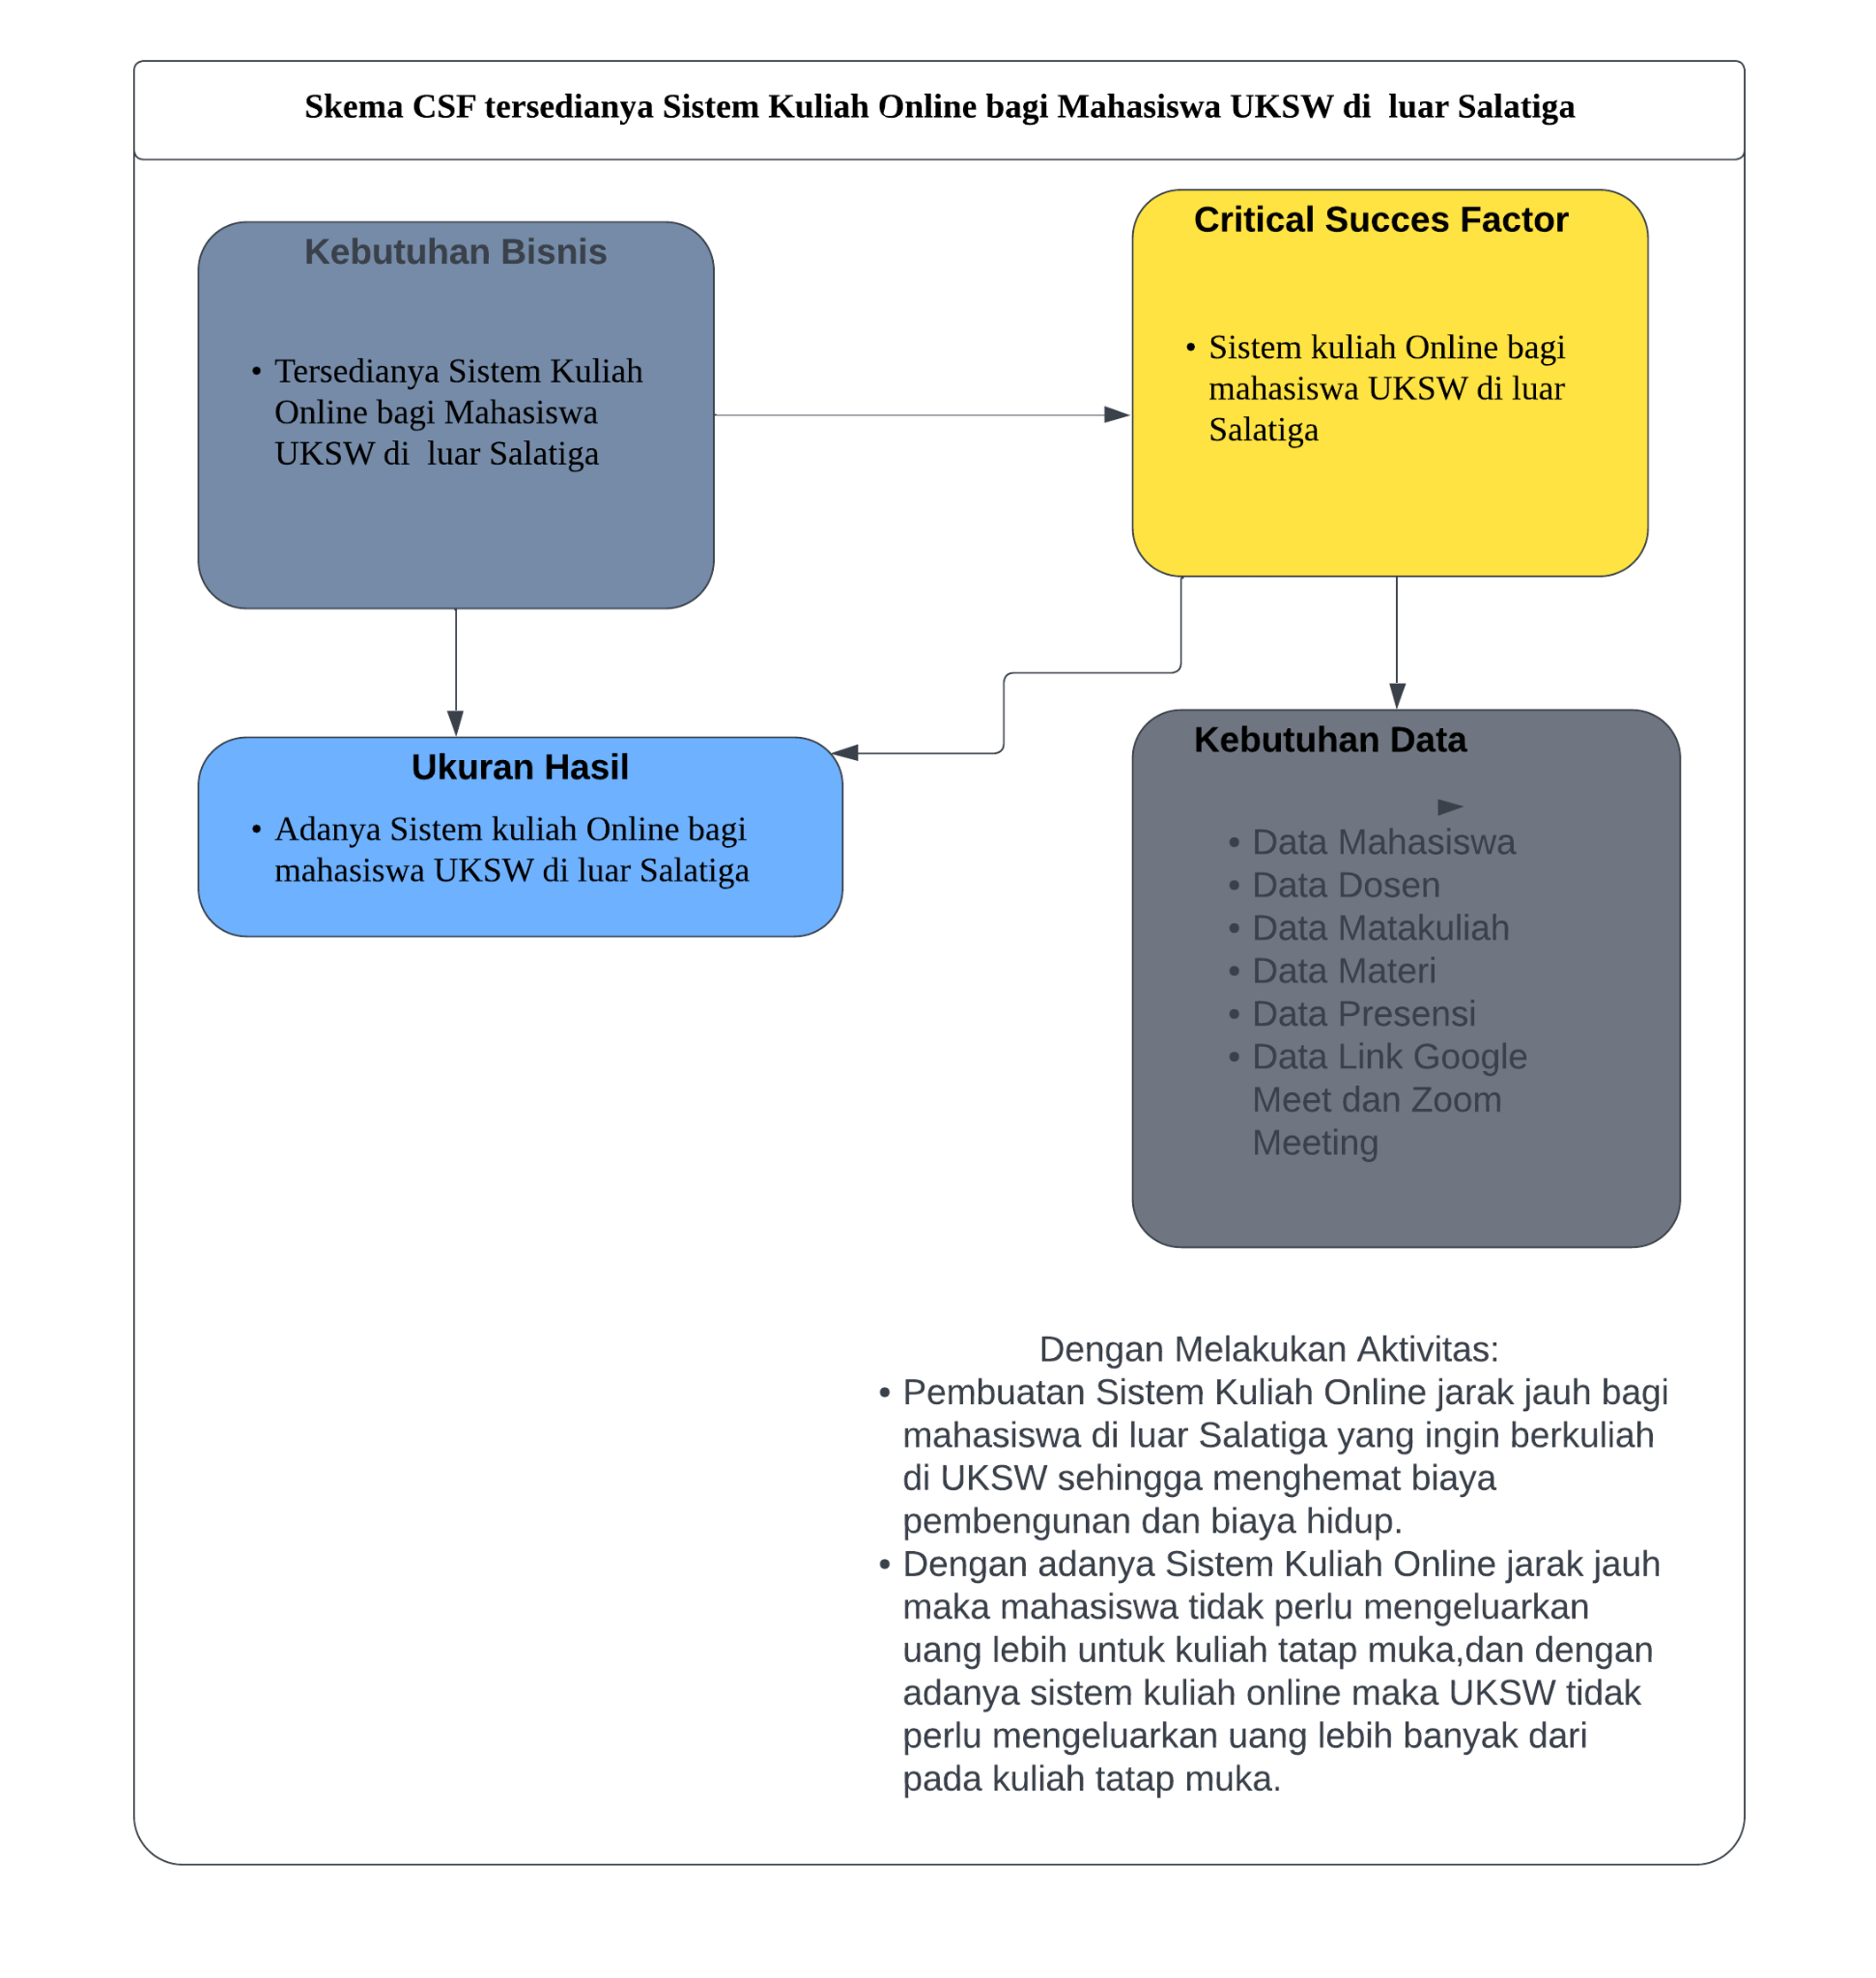 Skema CSF tersedianya Sistem Kuliah Online bagi Mahasiswa UKSW di  luar Salatiga
Kebutuhan Bisnis
• Tersedianya Sistem Kuliah
Online bagi Mahasiswa
UKSW di  luar Salatiga
Critical Succes Factor
• Sistem kuliah Online bagi
mahasiswa UKSW di luar
Salatiga
Ukuran Hasil
• Adanya Sistem kuliah Online bagi
mahasiswa UKSW di luar Salatiga
Kebutuhan Data
• Data Mahasiswa
• Data Dosen
• Data Matakuliah
• Data Materi
• Data Presensi
• Data Link Google
Meet dan Zoom
Meeting
Dengan Melakukan Aktivitas:
• Pembuatan Sistem Kuliah Online jarak jauh bagi
mahasiswa di luar Salatiga yang ingin berkuliah
di UKSW sehingga menghemat biaya
pembengunan dan biaya hidup.
• Dengan adanya Sistem Kuliah Online jarak jauh
maka mahasiswa tidak perlu mengeluarkan
uang lebih untuk kuliah tatap muka,dan dengan
adanya sistem kuliah online maka UKSW tidak
perlu mengeluarkan uang lebih banyak dari
pada kuliah tatap muka.